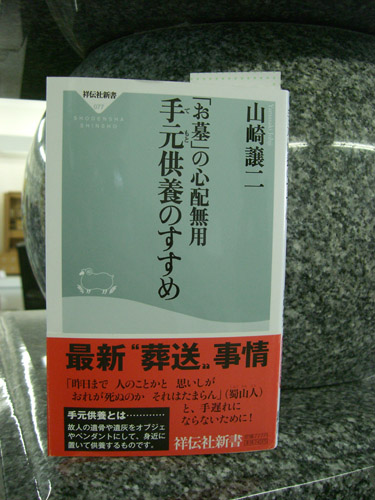 祥伝社新書
077
SHODENSHA
SHINSHO
山崎譲二
「お墓」の心配無用
手元供養のすすめ
最新“葬送”事情
「昨日まで 人のことかと 思いしが
おれが死ぬのか それはたまらん」(蜀山人)
と、手遅れに
ならないために!
手元供養とは…………
故人の遺骨や遺灰をオブジェ
やペンダントにして、身近に
置いて供養するものです。
祥伝社新書